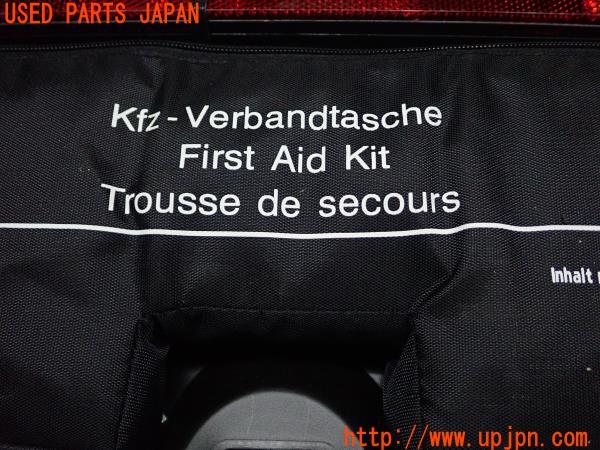 USED PARTS JAPAN
Kfz-Verbandtasche
First Aid Kit
Trousse de secours
Inhalt
http://www.upjpn.com